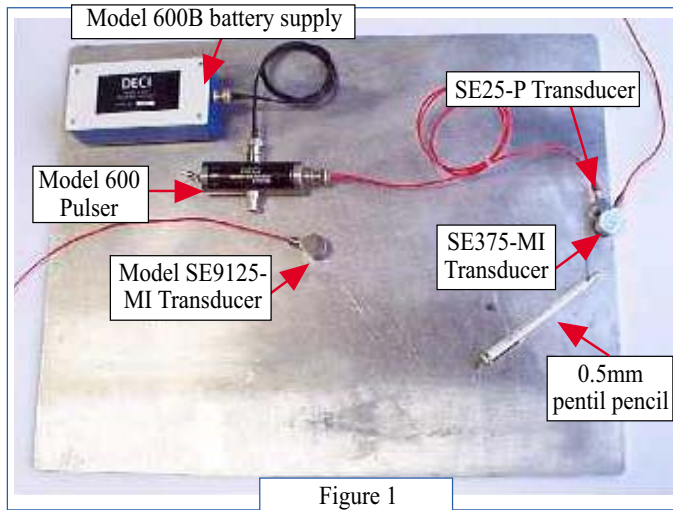 Model 600B battery supply
DECI
SE25-P Transducer
Model 600
Pulser
SE375-MI
Transducer
Model SE9125-
MI Transducer
0.5mm
pentil pencil
Figure 1